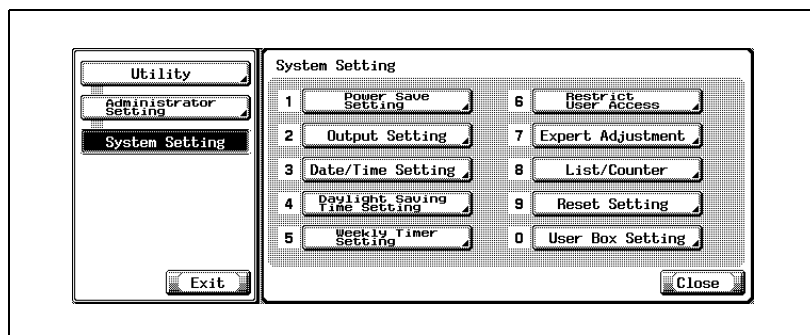 Utility
Administrator
Setting
System Setting
Exit
System Setting
1 Power Save
Setting
2 Output Setting
3 Date/Time Setting
4 Daylight Saving
Time Setting
5 Weekly Timer
Setting
6 Restrict
User Access
7 Expert Adjustment
8 List/Counter
9 Reset Setting
0 User Box Setting
Close